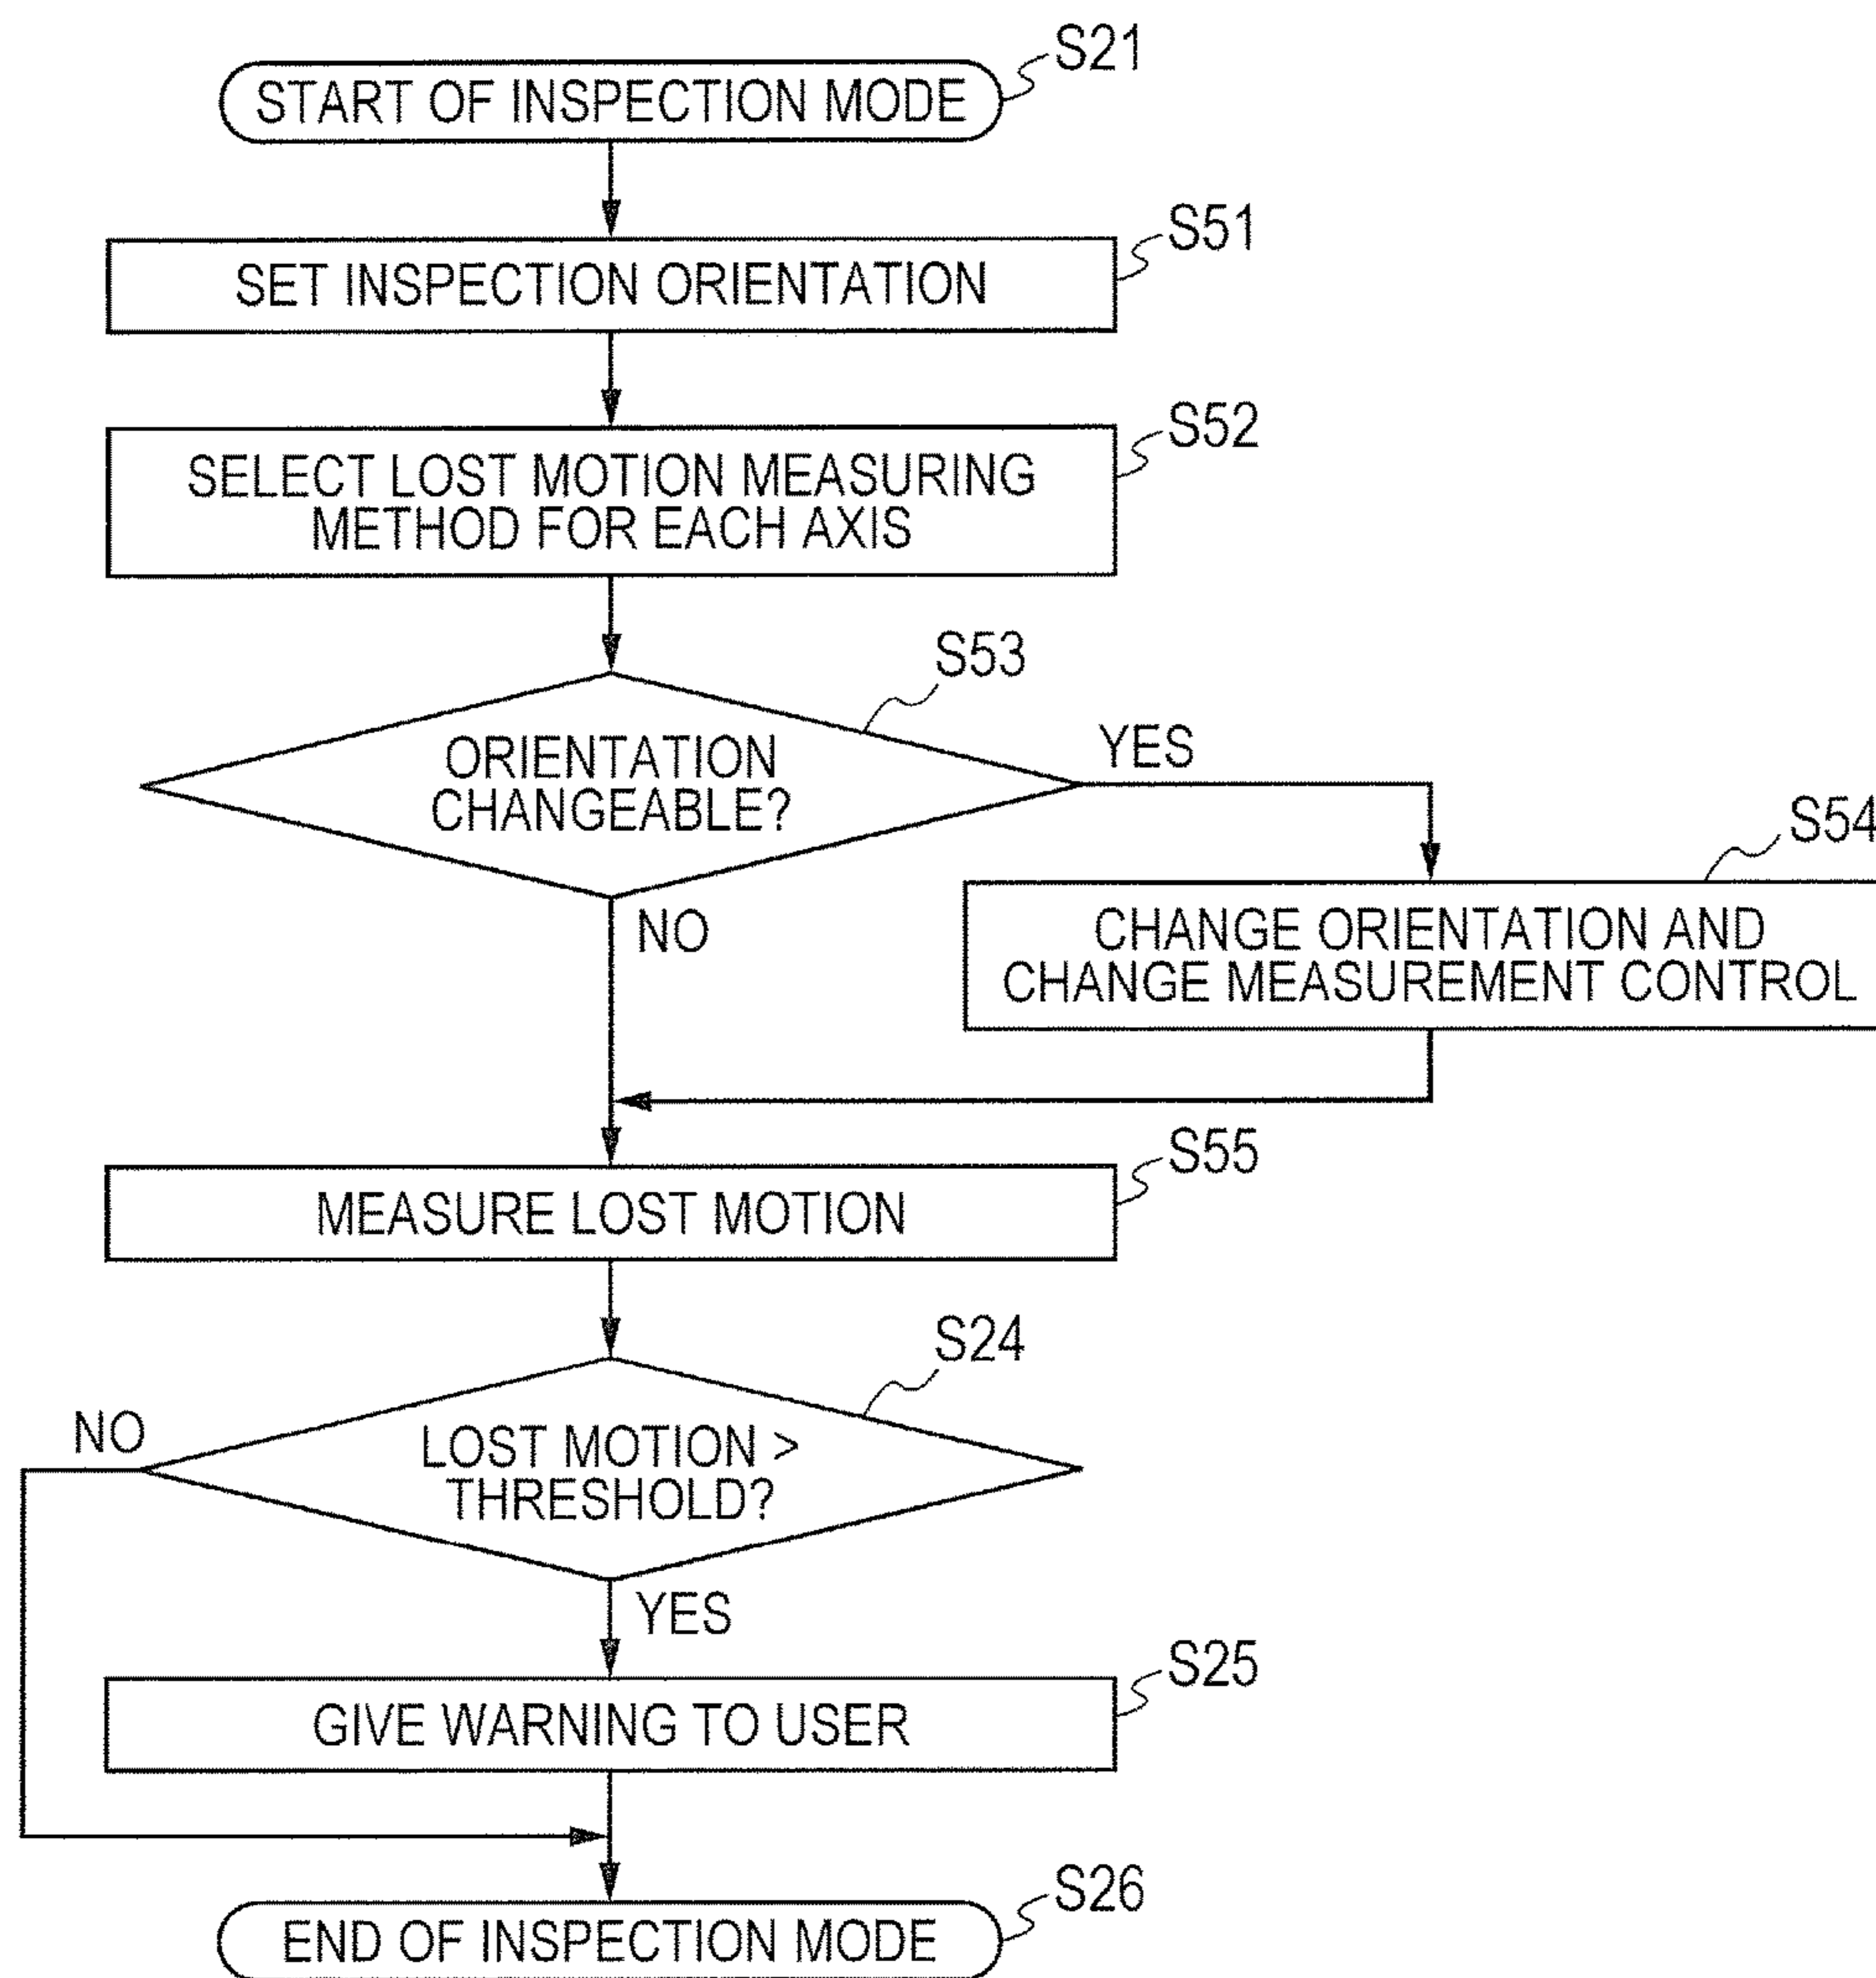 START OF INSPECTION MODE
S21
SET INSPECTION ORIENTATION
S51
SELECT LOST MOTION MEASURING
METHOD FOR EACH AXIS
S52
ORIENTATION
CHANGEABLE?
S53
YES
NO
CHANGE ORIENTATION AND
CHANGE MEASUREMENT CONTROL
S54
MEASURE LOST MOTION
S55
LOST MOTION >
THRESHOLD?
S24
NO
YES
GIVE WARNING TO USER
S25
END OF INSPECTION MODE
S26